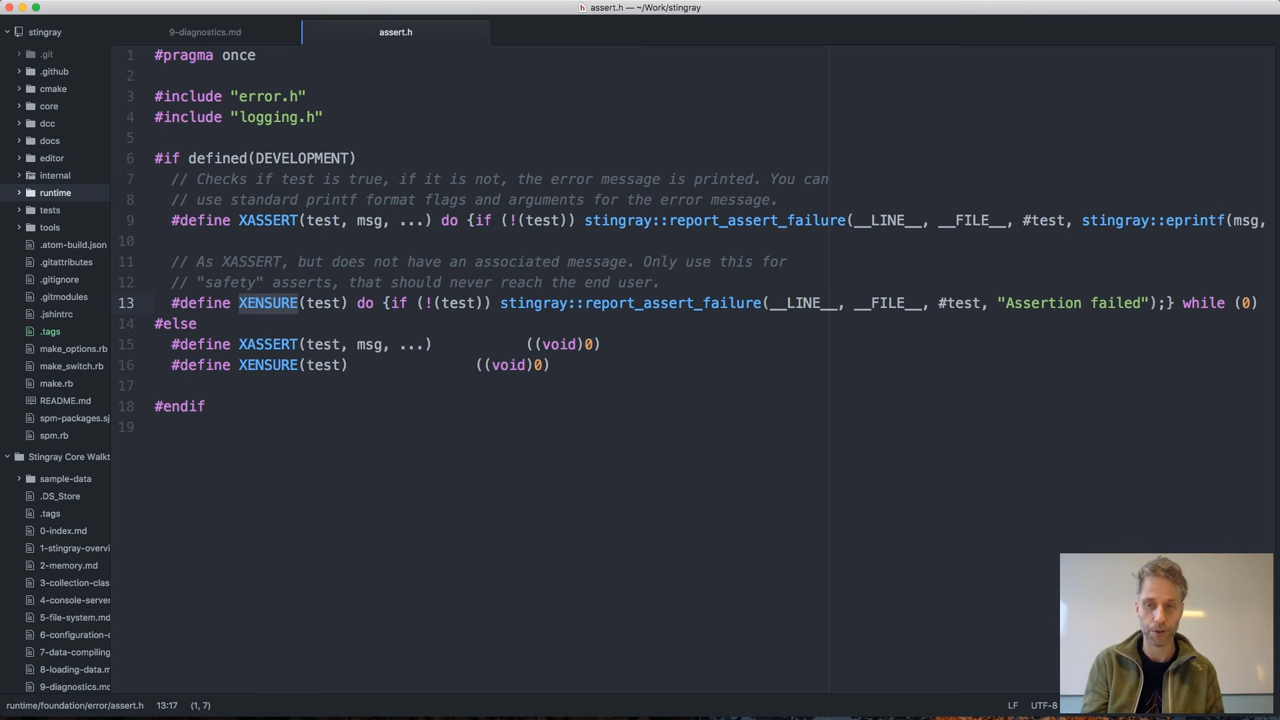 assert.h — ~/Work/stingray
stingray
.git
.github
cmake
core
dcc
docs
editor
internal
runtime
tests
tools
.atom-build.json
.gitattributes
.gitignore
.gitmodules
.jshintrc
.tags
make_options.rb
make_switch.rb
make.rb
README.md
spm-packages.sj
spm.rb
Stingray Core Walkt
sample-data
.DS_Store
.tags
0-index.md
1-stingray-overvi
2-memory.md
3-collection-clas
4-console-server
5-file-system.md
6-configuration-c
7-data-compiling
8-loading-data.m
9-diagnostics.md
9-diagnostics.md
assert.h
1 #pragma once
2
3 #include "error.h"
4 #include "logging.h"
5
6 #if defined(DEVELOPMENT)
7 // Checks if test is true, if it is not, the error message is printed. You can
8 // use standard printf format flags and arguments for the error message.
9 #define XASSERT(test, msg, ...) do {if (!(test)) stingray::report_assert_failure(__LINE__, __FILE__, #test, stingray::eprintf(msg,
10
11 // As XASSERT, but does not have an associated message. Only use this for
12 // "safety" asserts, that should never reach the end user.
13 #define XENSURE(test) do {if (!(test)) stingray::report_assert_failure(__LINE__, __FILE__, #test, "Assertion failed");} while (0)
14 #else
15 #define XASSERT(test, msg, ...) ((void)0)
16 #define XENSURE(test) ((void)0)
17
18 #endif
19
runtime/foundation/error/assert.h 13:17 (1, 7)
LF UTF-8